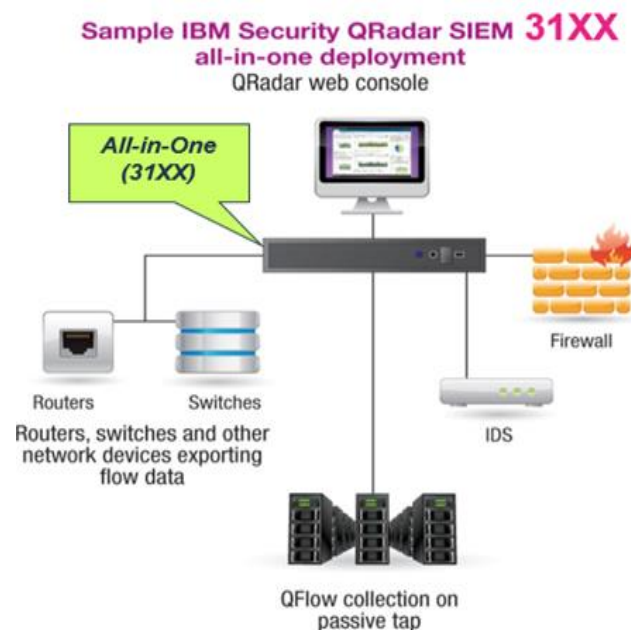 Sample IBM Security QRadar SIEM 31XX
all-in-one deployment
QRadar web console
All-in-One
(31XX)
Firewall
Routers
Switches
IDS
Routers, switches and other
network devices exporting
flow data
QFlow collection on
passive tap